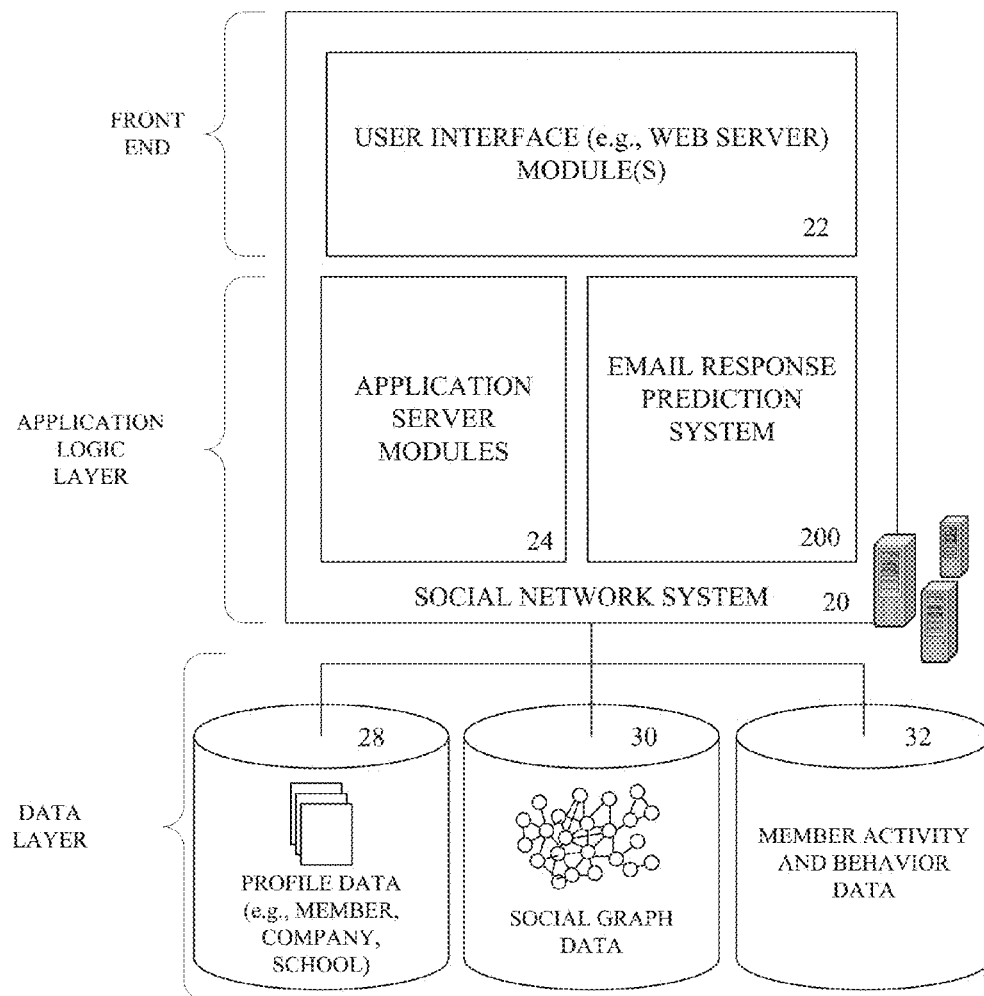 FRONT
END
USER INTERFACE (e.g., WEB SERVER)
MODULE(S)
22
APPLICATION
LOGIC
LAYER
APPLICATION
SERVER
MODULES
24
EMAIL RESPONSE
PREDICTION
SYSTEM
200
SOCIAL NETWORK SYSTEM
20
DATA
LAYER
28
PROFILE DATA
(e.g., MEMBER,
COMPANY,
SCHOOL)
30
SOCIAL GRAPH
DATA
32
MEMBER ACTIVITY
AND BEHAVIOR
DATA